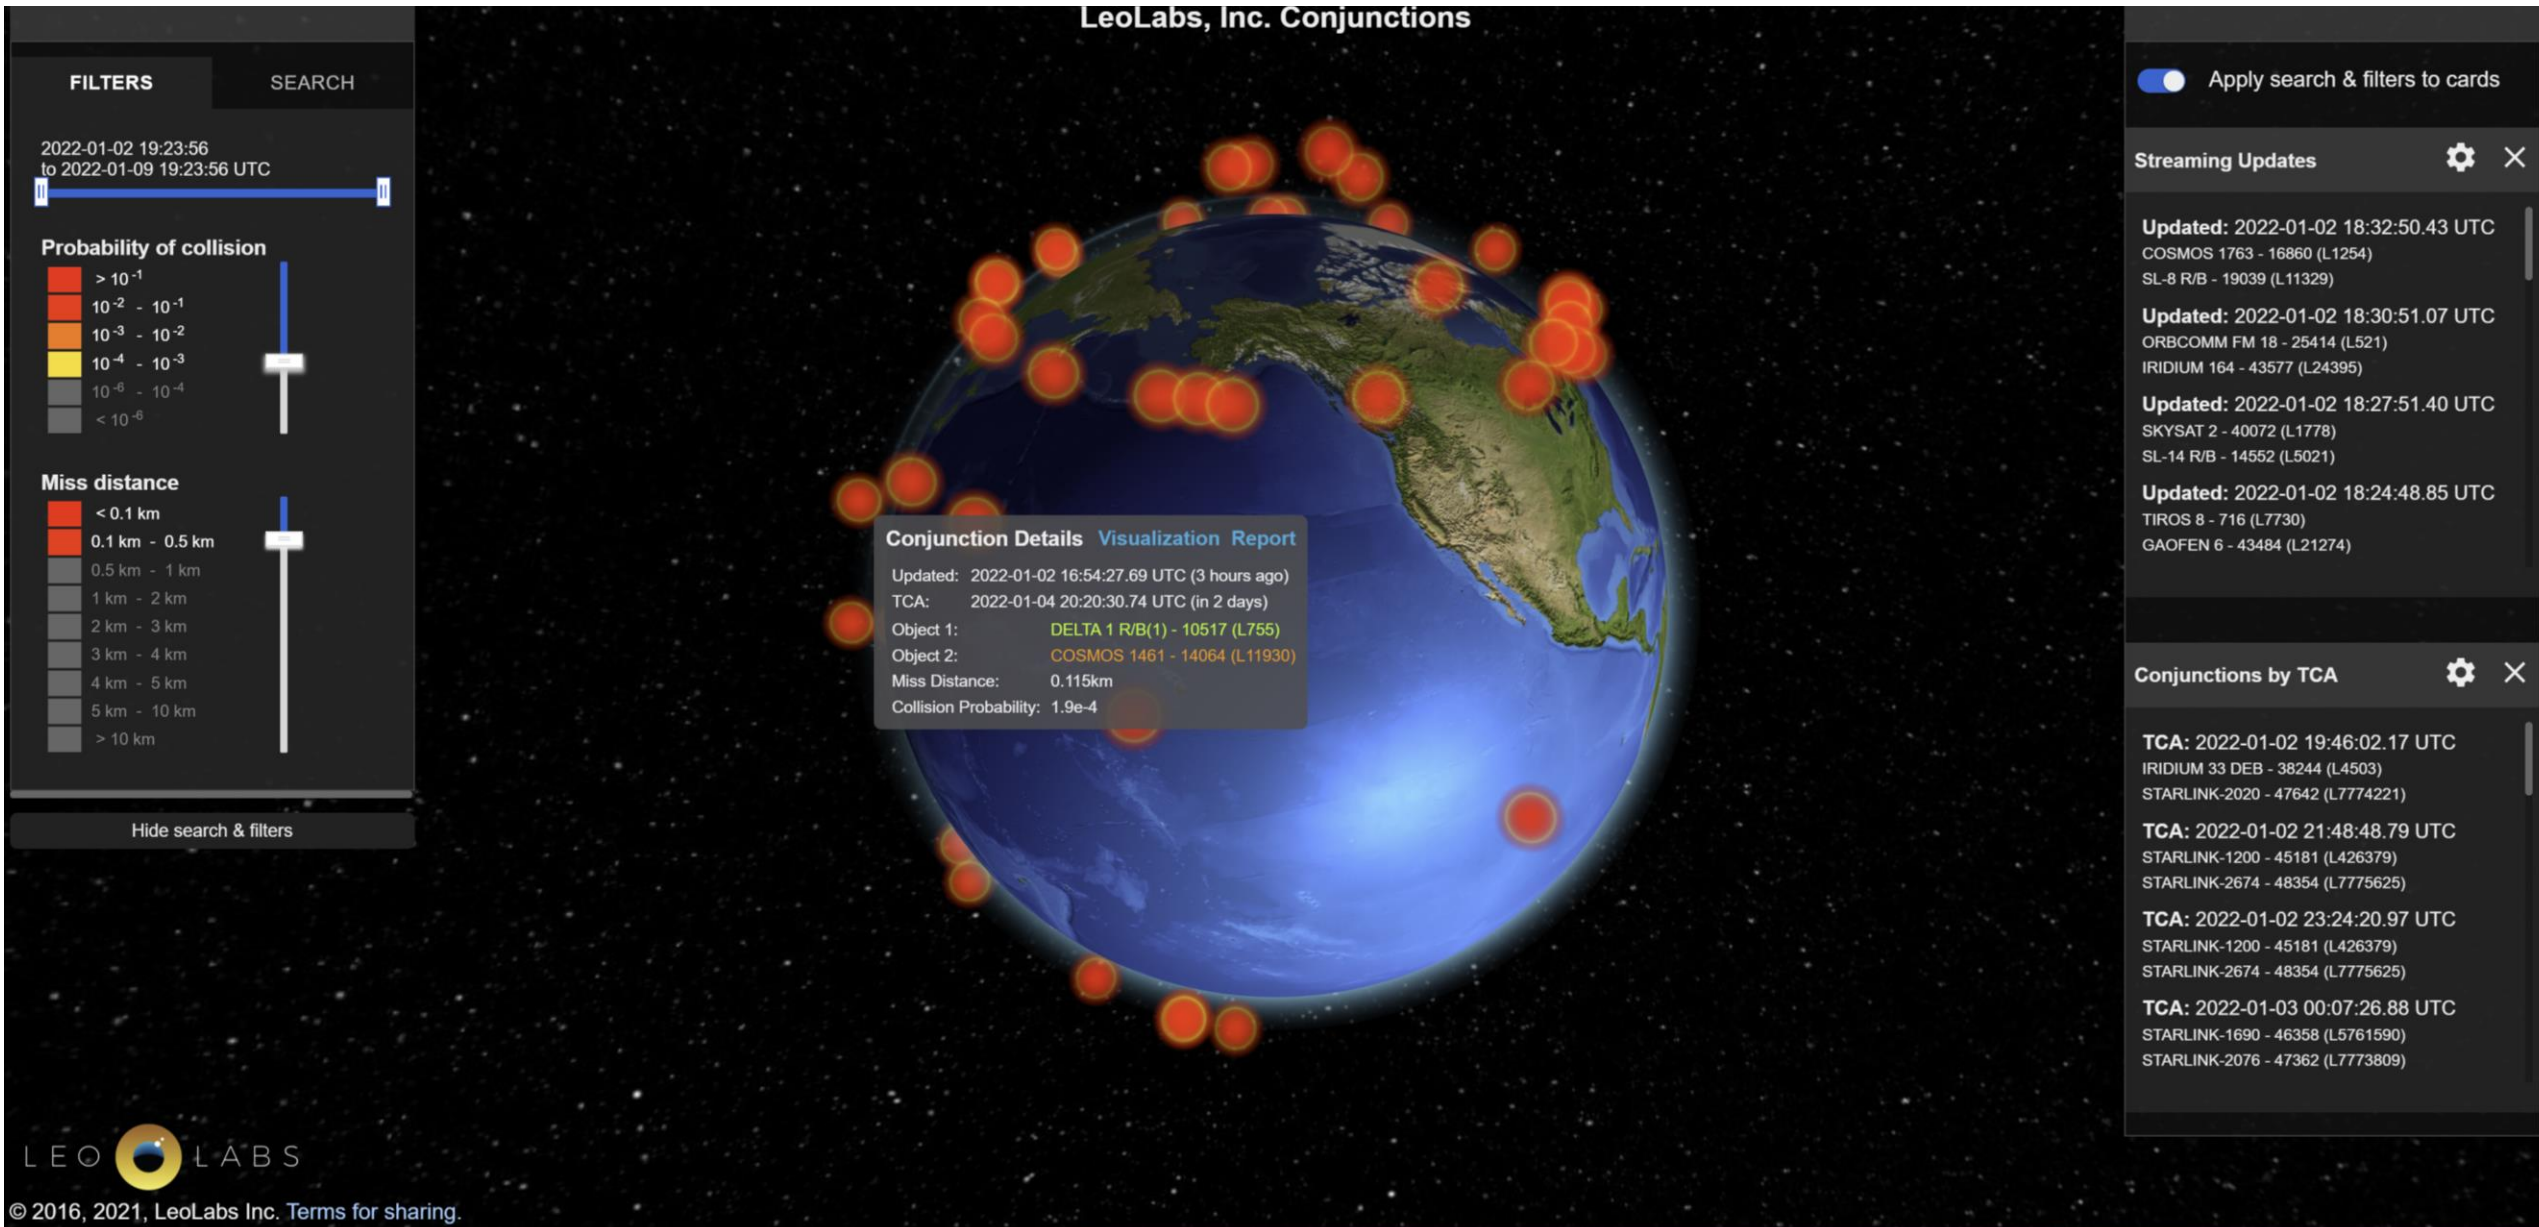 LeoLabs, Inc. Conjunctions
FILTERS
SEARCH
2022-01-02 19:23:56
to 2022-01-09 19:23:56 UTC
Probability of collision
> 10⁻¹
10⁻² - 10⁻¹
10⁻³ - 10⁻²
10⁻⁴ - 10⁻³
10⁻⁶ - 10⁻⁴
< 10⁻⁶
Miss distance
< 0.1 km
0.1 km - 0.5 km
0.5 km - 1 km
1 km - 2 km
2 km - 3 km
3 km - 4 km
4 km - 5 km
5 km - 10 km
> 10 km
Hide search & filters
Conjunction Details Visualization Report
Updated: 2022-01-02 16:54:27.69 UTC (3 hours ago)
TCA: 2022-01-04 20:20:30.74 UTC (in 2 days)
Object 1: DELTA 1 R/B(1) - 10517 (L755)
Object 2: COSMOS 1461 - 14064 (L11930)
Miss Distance: 0.115km
Collision Probability: 1.9e-4
Apply search & filters to cards
Streaming Updates
Updated: 2022-01-02 18:32:50.43 UTC
COSMOS 1763 - 16860 (L1254)
SL-8 R/B - 19039 (L11329)
Updated: 2022-01-02 18:30:51.07 UTC
ORBCOMM FM 18 - 25414 (L521)
IRIDIUM 164 - 43577 (L24395)
Updated: 2022-01-02 18:27:51.40 UTC
SKYSAT 2 - 40072 (L1778)
SL-14 R/B - 14552 (L5021)
Updated: 2022-01-02 18:24:48.85 UTC
TIROS 8 - 716 (L7730)
GAOFEN 6 - 43484 (L21274)
Conjunctions by TCA
TCA: 2022-01-02 19:46:02.17 UTC
IRIDIUM 33 DEB - 38244 (L4503)
STARLINK-2020 - 47642 (L7774221)
TCA: 2022-01-02 21:48:48.79 UTC
STARLINK-1200 - 45181 (L426379)
STARLINK-2674 - 48354 (L7775625)
TCA: 2022-01-02 23:24:20.97 UTC
STARLINK-1200 - 45181 (L426379)
STARLINK-2674 - 48354 (L7775625)
TCA: 2022-01-03 00:07:26.88 UTC
STARLINK-1690 - 46358 (L5761590)
STARLINK-2076 - 47362 (L7773809)
LEO LABS
© 2016, 2021, LeoLabs Inc. Terms for sharing.